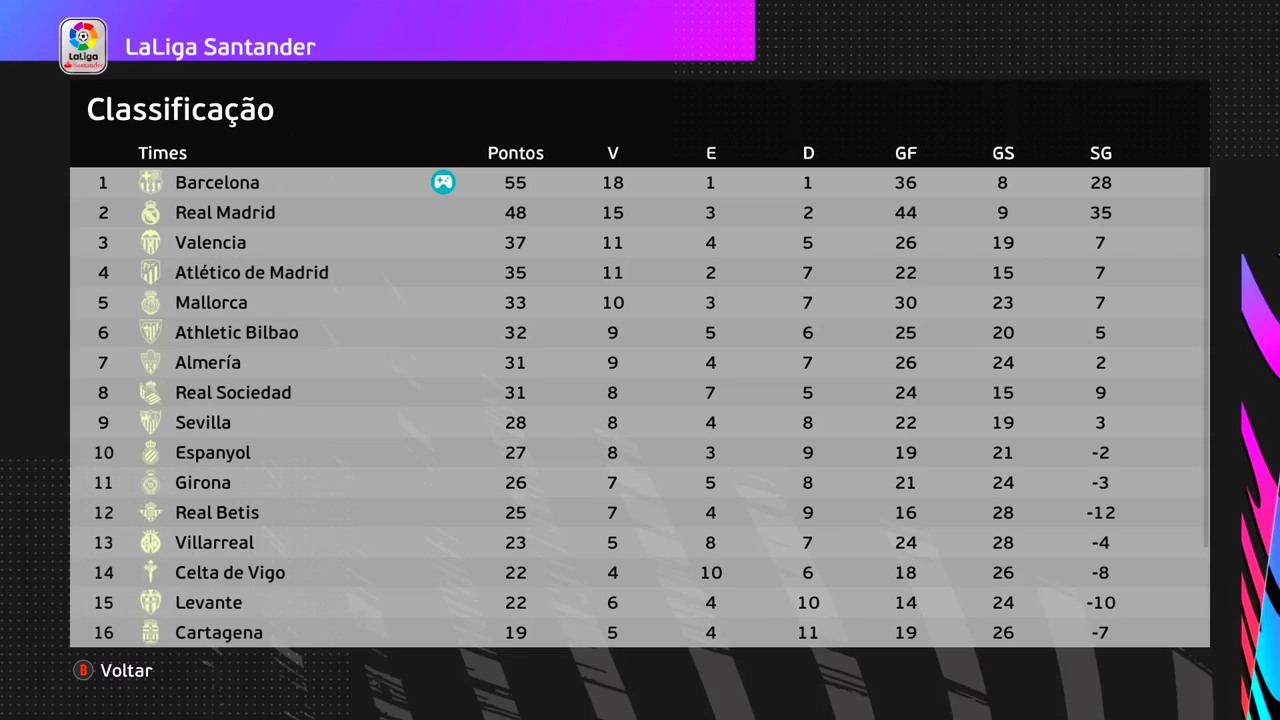 LaLiga Santander
LaLiga
Santander
Classificação
Times Pontos V E D GF GS SG
1 Barcelona 55 18 1 1 36 8 28
2 Real Madrid 48 15 3 2 44 9 35
3 Valencia 37 11 4 5 26 19 7
4 Atlético de Madrid 35 11 2 7 22 15 7
5 Mallorca 33 10 3 7 30 23 7
6 Athletic Bilbao 32 9 5 6 25 20 5
7 Almería 31 9 4 7 26 24 2
8 Real Sociedad 31 8 7 5 24 15 9
9 Sevilla 28 8 4 8 22 19 3
10 Espanyol 27 8 3 9 19 21 -2
11 Girona 26 7 5 8 21 24 -3
12 Real Betis 25 7 4 9 16 28 -12
13 Villarreal 23 5 8 7 24 28 -4
14 Celta de Vigo 22 4 10 6 18 26 -8
15 Levante 22 6 4 10 14 24 -10
16 Cartagena 19 5 4 11 19 26 -7
B Voltar